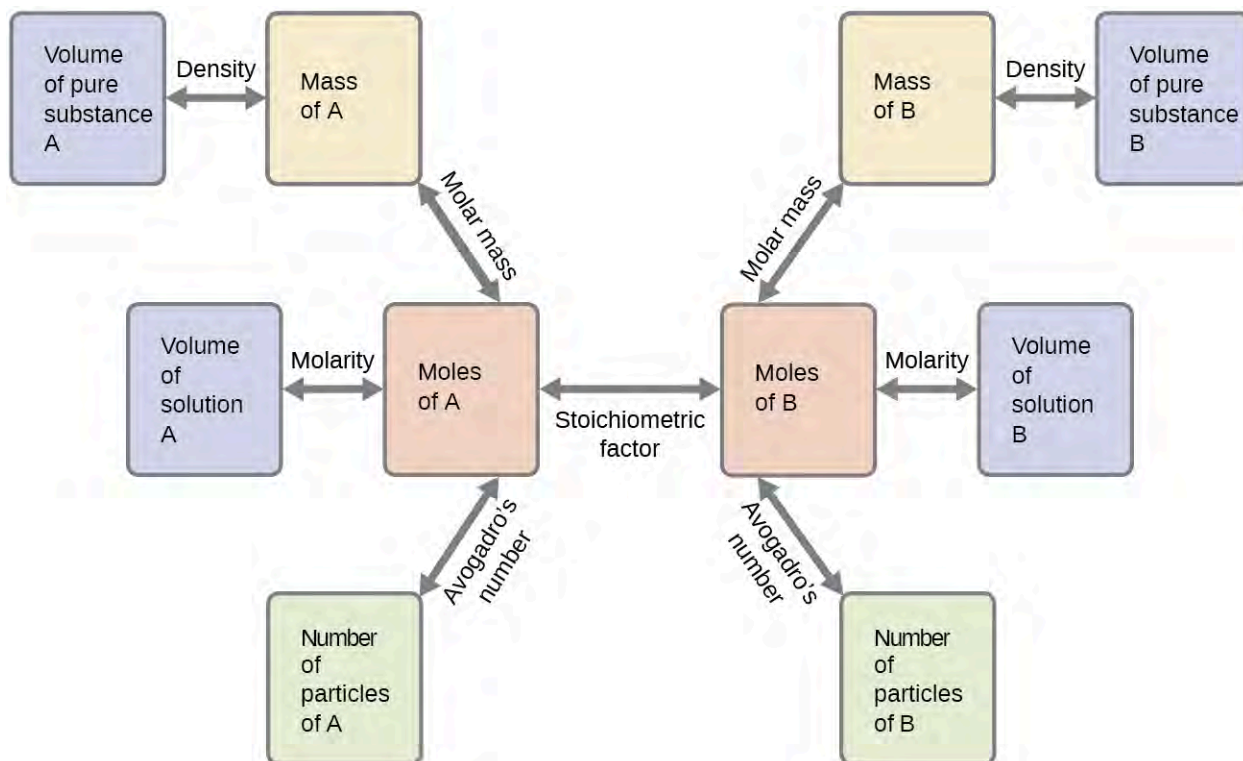 Volume
of pure
substance
A
Density
Mass
of A
Mass
of B
Density
Volume
of pure
substance
B
Molar mass
Molar mass
Volume
of
solution
A
Molarity
Moles
of A
Stoichiometric
factor
Moles
of B
Molarity
Volume
of
solution
B
Avogadro's
number
Avogadro's
number
Number
of
particles
of A
Number
of
particles
of B